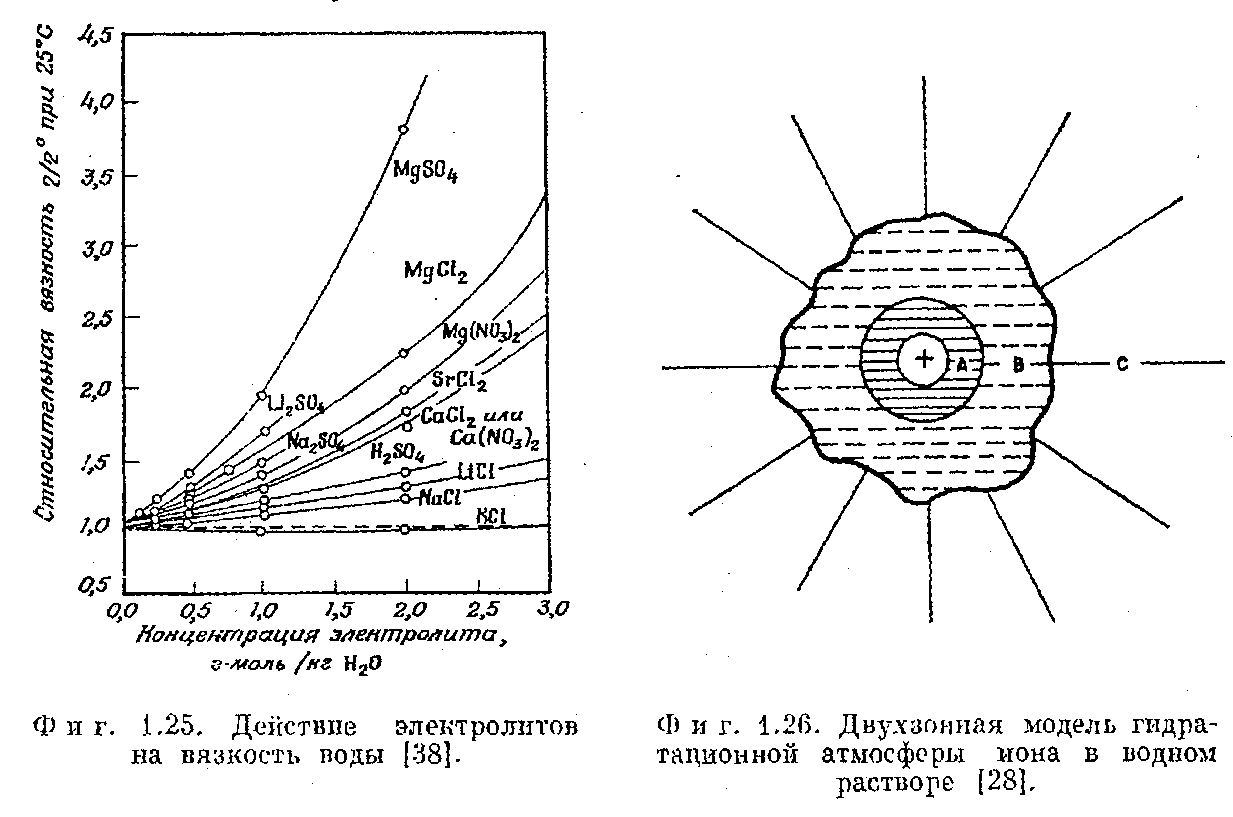 Относительная вязкость η/η° при 25°C
4,5
4,0
3,5
3,0
2,5
2,0
1,5
1,0
0,5
MgSO4
MgCl2
Mg(NO3)2
SrCl2
Li2SO4
CaCl2 или
Na2SO4
Ca(NO3)2
H2SO4
LiCl
NaCl
KCl
0,0 0,5 1,0 1,5 2,0 2,5 3,0
Концентрация электролита,
г-моль/кг H2O
Фиг. 1.25. Действие электролитов
на вязкость воды [38].
+ A B C
Фиг. 1.26. Двухзонная модель гидра-
тационной атмосферы иона в водном
растворе [28].